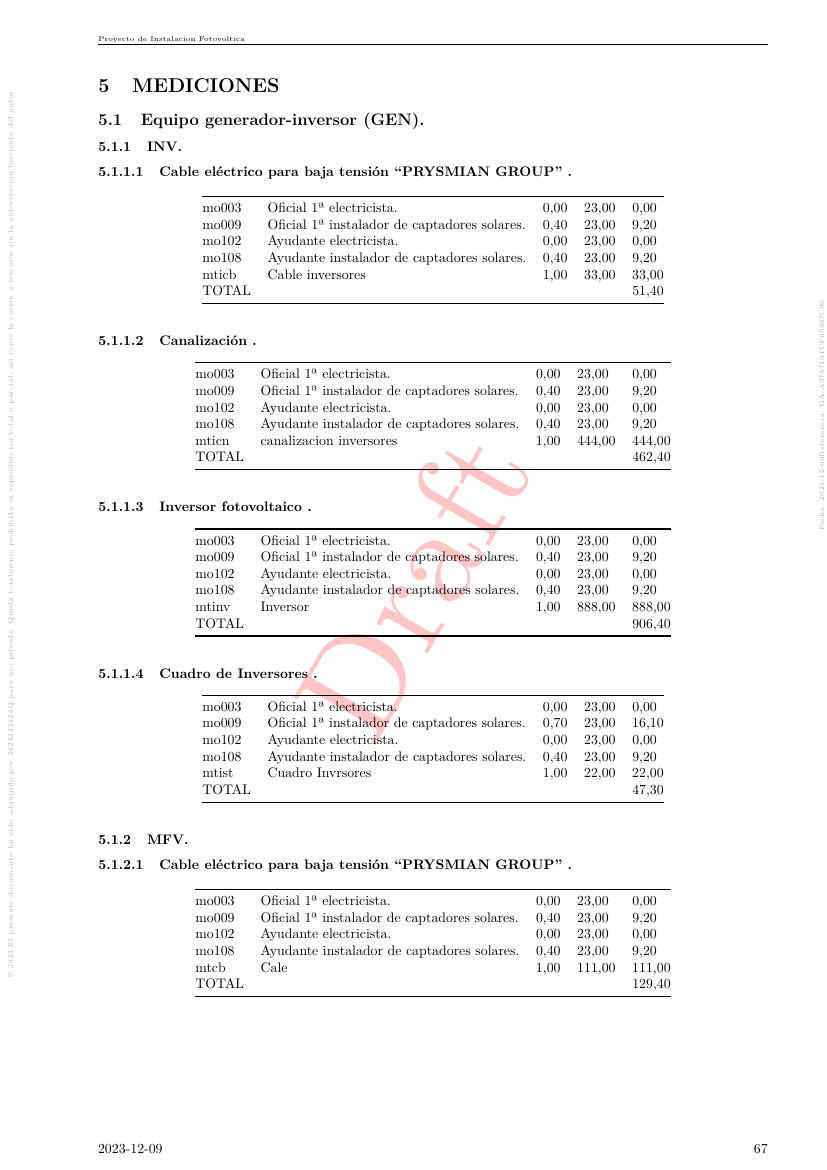 Proyecto de Instalacion Fotovoltica
5 MEDICIONES
5.1 Equipo generador-inversor (GEN).
5.1.1 INV.
5.1.1.1 Cable eléctrico para baja tensión “PRYSMIAN GROUP” .
mo003 Oficial 1ª electricista. 0,00 23,00 0,00
mo009 Oficial 1ª instalador de captadores solares. 0,40 23,00 9,20
mo102 Ayudante electricista. 0,00 23,00 0,00
mo108 Ayudante instalador de captadores solares. 0,40 23,00 9,20
mticb Cable inversores 1,00 33,00 33,00
TOTAL 51,40
5.1.1.2 Canalización .
mo003 Oficial 1ª electricista. 0,00 23,00 0,00
mo009 Oficial 1ª instalador de captadores solares. 0,40 23,00 9,20
mo102 Ayudante electricista. 0,00 23,00 0,00
mo108 Ayudante instalador de captadores solares. 0,40 23,00 9,20
mticn canalizacion inversores 1,00 444,00 444,00
TOTAL 462,40
5.1.1.3 Inversor fotovoltaico .
mo003 Oficial 1ª electricista. 0,00 23,00 0,00
mo009 Oficial 1ª instalador de captadores solares. 0,40 23,00 9,20
mo102 Ayudante electricista. 0,00 23,00 0,00
mo108 Ayudante instalador de captadores solares. 0,40 23,00 9,20
mtinv Inversor 1,00 888,00 888,00
TOTAL 906,40
5.1.1.4 Cuadro de Inversores .
mo003 Oficial 1ª electricista. 0,00 23,00 0,00
mo009 Oficial 1ª instalador de captadores solares. 0,70 23,00 16,10
mo102 Ayudante electricista. 0,00 23,00 0,00
mo108 Ayudante instalador de captadores solares. 0,40 23,00 9,20
mtist Cuadro Invrsores 1,00 22,00 22,00
TOTAL 47,30
5.1.2 MFV.
5.1.2.1 Cable eléctrico para baja tensión “PRYSMIAN GROUP” .
mo003 Oficial 1ª electricista. 0,00 23,00 0,00
mo009 Oficial 1ª instalador de captadores solares. 0,40 23,00 9,20
mo102 Ayudante electricista. 0,00 23,00 0,00
mo108 Ayudante instalador de captadores solares. 0,40 23,00 9,20
mtcb Cale 1,00 111,00 111,00
TOTAL 129,40
2023-12-09 67
Draft
© 2023 El presente documento ha sido adquirido por 2424242424Q para uso privado. Queda totalmente prohibida su reproduccion total o parcial, asi como la cesion a terceros sin la autorizacion fcaciente del autor.
Fecha: 2023-12-09Referencia: GA-A9787101UF6598N:00